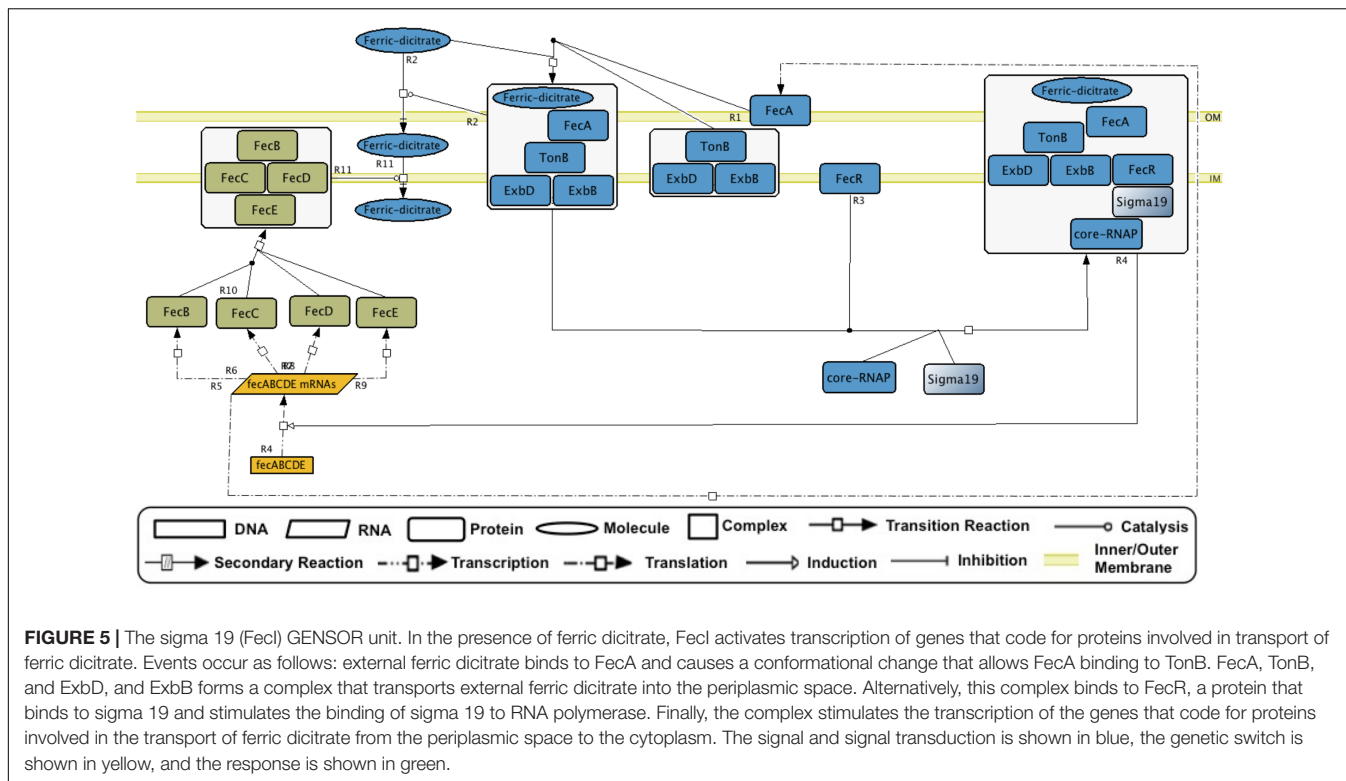 Ferric-dicitrate
R2
Ferric-dicitrate
FecA
R1
FecA
R2
TonB
ExbD
ExbB
TonB
ExbD
ExbB
Ferric-dicitrate
FecA
TonB
ExbD
ExbB
FecR
Sigma19
core-RNAP
R4
OM
IM
FecB
FecC
FecD
FecE
R11
Ferric-dicitrate
R11
Ferric-dicitrate
FecR
R3
R10
FecB
FecC
FecD
FecE
R6
R5
R9
fecABCDE mRNAs
R4
fecABCDE
core-RNAP
Sigma19
DNA
RNA
Protein
Molecule
Complex
Transition Reaction
Catalysis
Secondary Reaction
Transcription
Translation
Induction
Inhibition
Inner/Outer
Membrane
FIGURE 5 | The sigma 19 (FecI) GENSOR unit. In the presence of ferric dicitrate, FecI activates transcription of genes that code for proteins involved in transport of
ferric dicitrate. Events occur as follows: external ferric dicitrate binds to FecA and causes a conformational change that allows FecA binding to TonB. FecA, TonB,
and ExbD, and ExbB forms a complex that transports external ferric dicitrate into the periplasmic space. Alternatively, this complex binds to FecR, a protein that
binds to sigma 19 and stimulates the binding of sigma 19 to RNA polymerase. Finally, the complex stimulates the transcription of the genes that code for proteins
involved in the transport of ferric dicitrate from the periplasmic space to the cytoplasm. The signal and signal transduction is shown in blue, the genetic switch is
shown in yellow, and the response is shown in green.